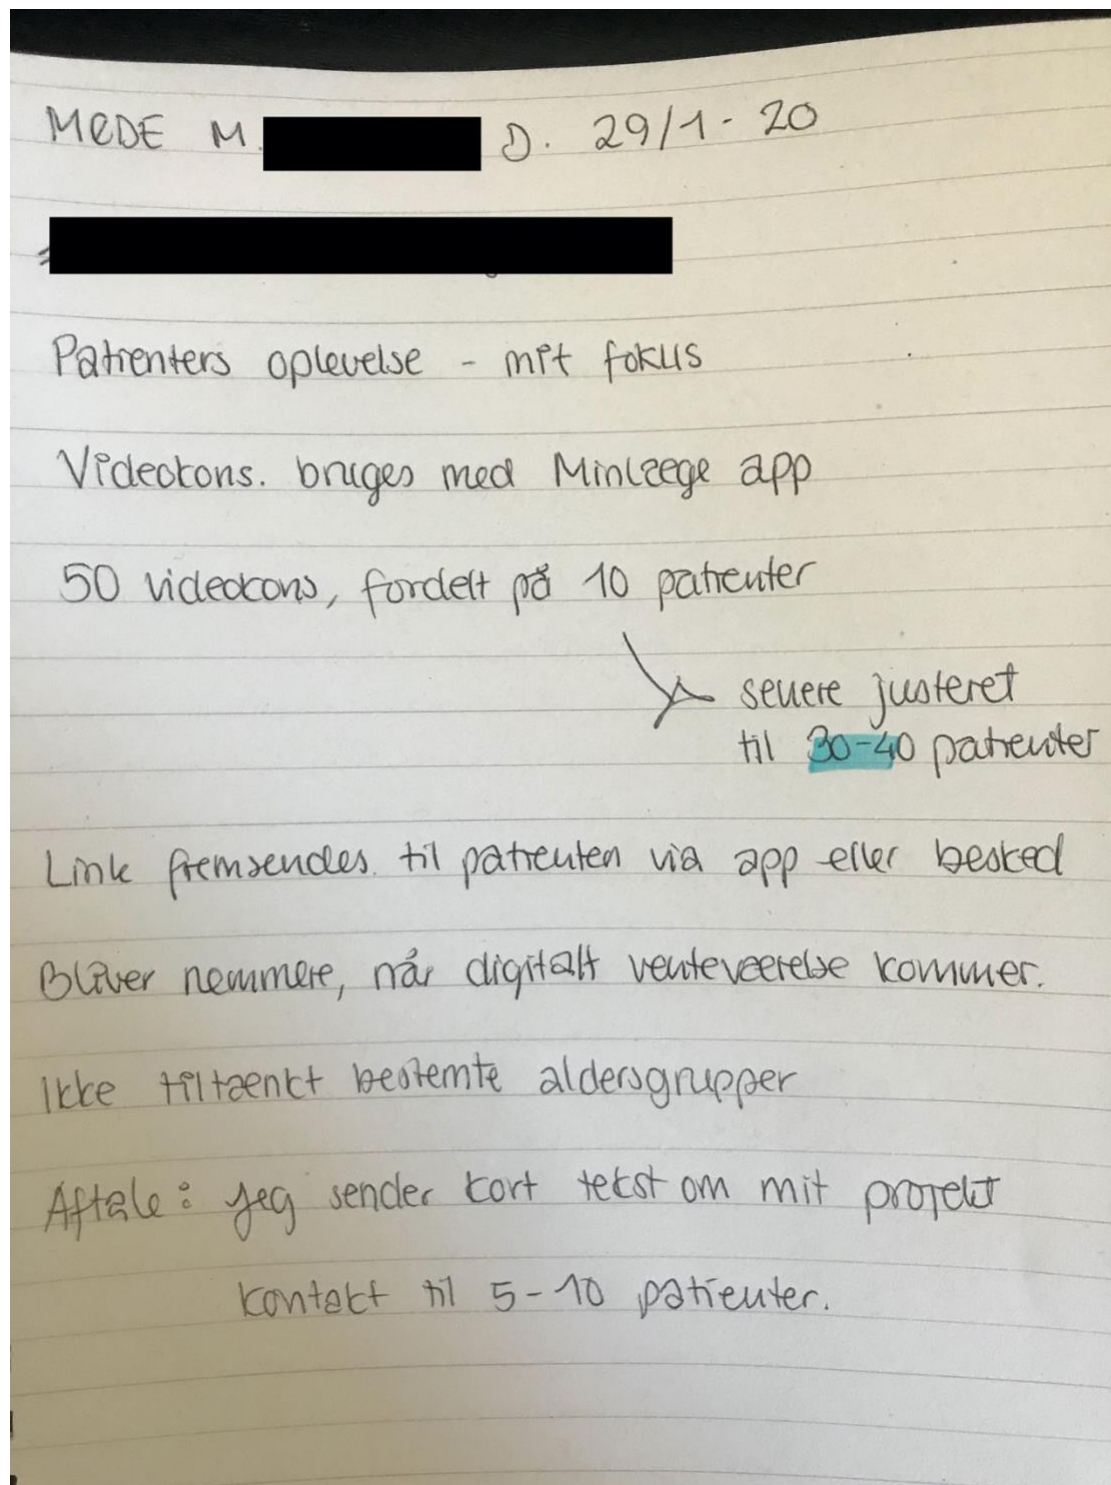 MØDE M. D. 29/1-20
Patienters oplevelse - mit fokus
Videokons. bruges med MinLæge app
50 videokons, fordelt på 10 patienter
senere justeret
til 30-40 patienter
Link fremsendes til patienten via app eller besked
Bliver nemmere, når digitalt venteværelse kommer.
Ikke tiltænkt bestemte aldersgrupper
Aftale: Jeg sender kort tekst om mit projekt
kontakt til 5-10 patienter.